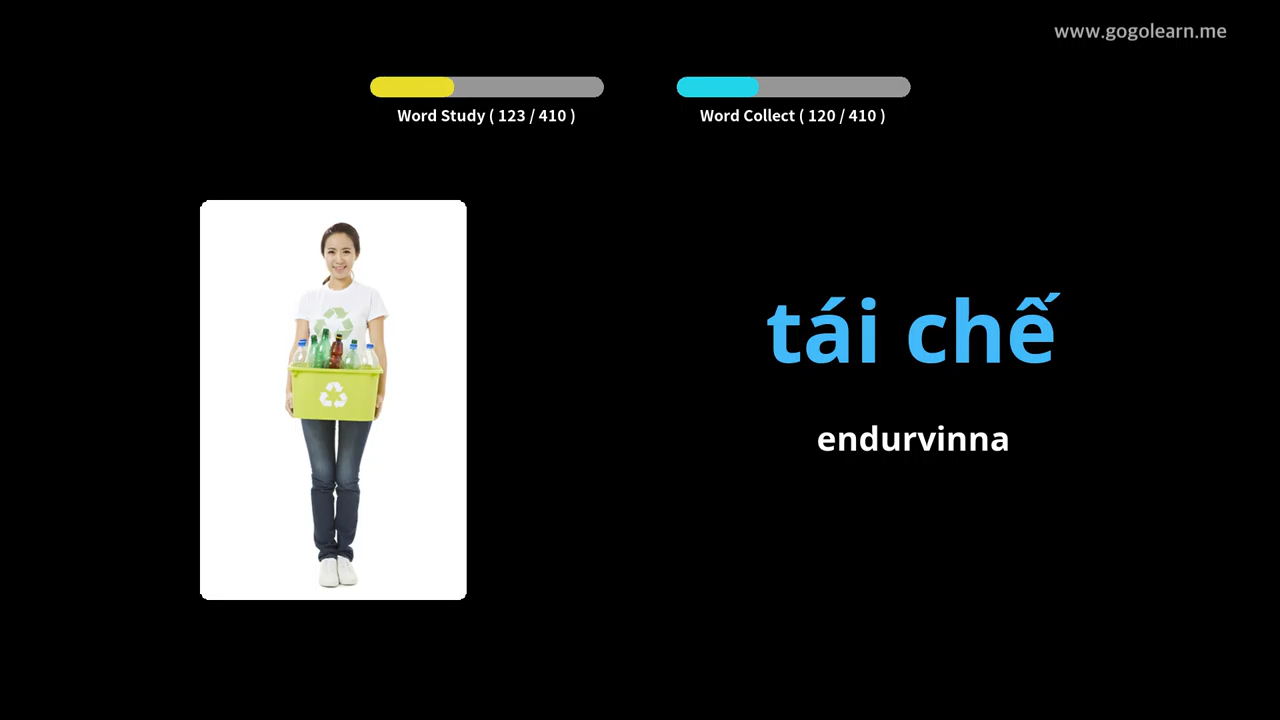 www.gogolearn.me
Word Study ( 123 / 410 )
Word Collect ( 120 / 410 )
tái chế
endurvinna